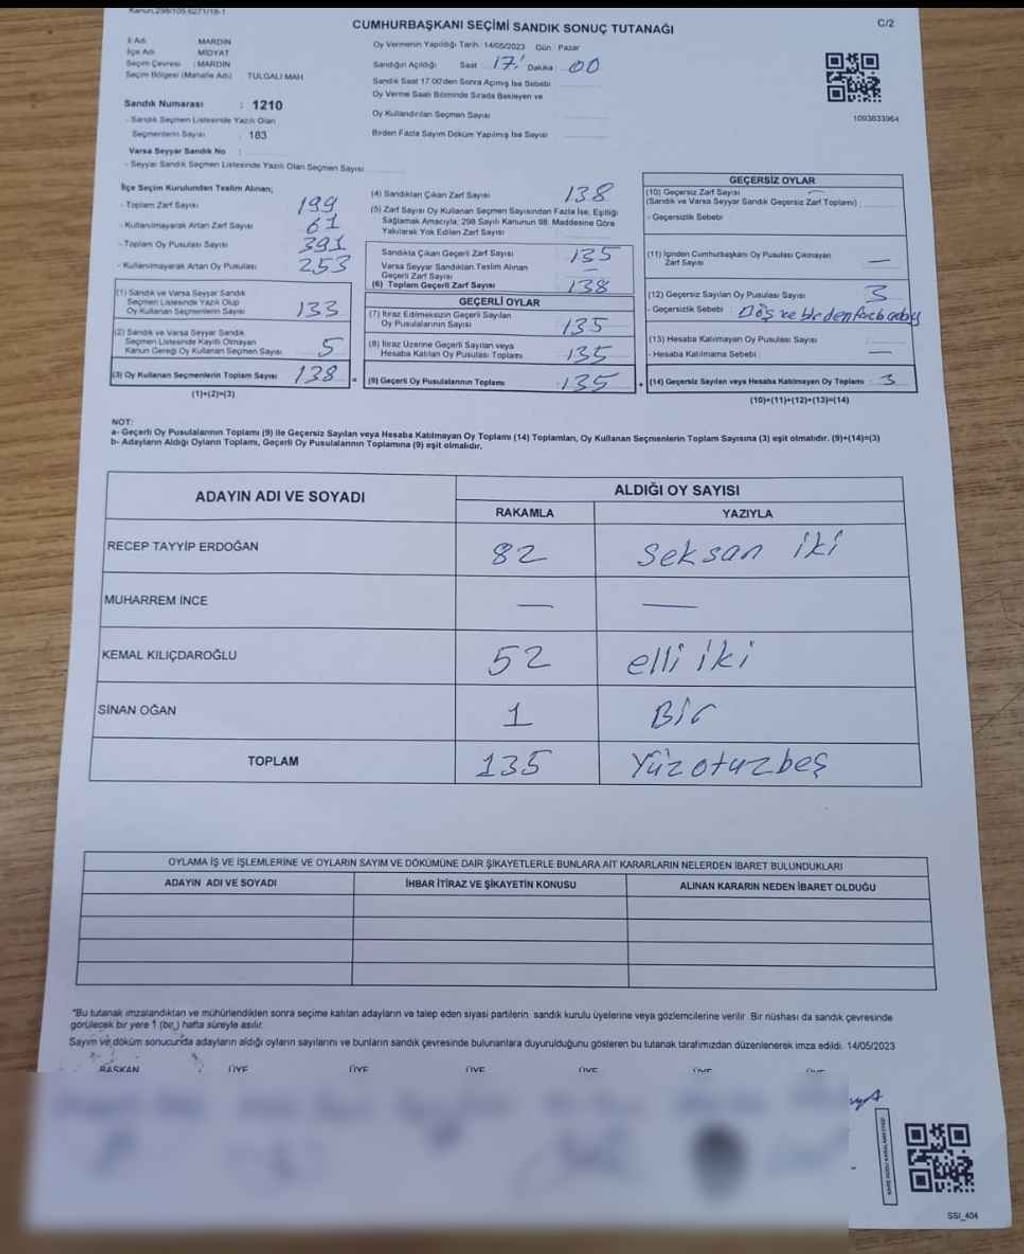 CUMHURBAŞKANI SEÇİMİ SANDIK SONUÇ TUTANAĞI
C/2
İl Adı : MARDİN
İlçe Adı : MİDYAT
Seçim Çevresi : MARDİN
Seçim Bölgesi (Mahalle Adı) : TULGALI MAH
Sandık Numarası : 1210
- Sandık Seçmen Listesinde Yazılı Olan
Seçmenlerin Sayısı : 183
Varsa Seyyar Sandık No :
- Seyyar Sandık Seçmen Listesinde Yazılı Olan Seçmen Sayısı
Oy Vermenin Yapıldığı Tarih: 14/05/2023 Gün : Pazar
Sandığın Açıldığı Saat : 17: Dakika : 00
Sandık Saat 17:00'den Sonra Açılmış İse Sebebi
Oy Verme Saati Bitiminde Sırada Bekleyen ve
Oy Kullandırılan Seçmen Sayısı
Birden Fazla Sayım Döküm Yapılmış İse Sayısı
1093833964
İlçe Seçim Kurulundan Teslim Alınan;
- Toplam Zarf Sayısı : 199
- Kullanılmayarak Artan Zarf Sayısı : 61
- Toplam Oy Pusulası Sayısı : 391
- Kullanılmayarak Artan Oy Pusulası : 253
(1) Sandık ve Varsa Seyyar Sandık
Seçmen Listesinde Yazılı Olup
Oy Kullanan Seçmenlerin Sayısı 133
(2) Sandık ve Varsa Seyyar Sandık
Seçmen Listesinde Kayıtlı Olmayan
Kanun Gereği Oy Kullanan Seçmen Sayısı 5
(3) Oy Kullanan Seçmenlerin Toplam Sayısı 138
(1)+(2)=(3)
(4) Sandıktan Çıkan Zarf Sayısı 138
(5) Zarf Sayısı Oy Kullanan Seçmen Sayısından Fazla İse, Eşitliği
Sağlamak Amacıyla; 298 Sayılı Kanunun 98. Maddesine Göre
Yakılarak Yok Edilen Zarf Sayısı
Sandıkta Çıkan Geçerli Zarf Sayısı 135
Varsa Seyyar Sandıktan Teslim Alınan
Geçerli Zarf Sayısı —
(6) Toplam Geçerli Zarf Sayısı 138
GEÇERLİ OYLAR
(7) İtiraz Edilmeksizin Geçerli Sayılan
Oy Pusulalarının Sayısı 135
(8) İtiraz Üzerine Geçerli Sayılan veya
Hesaba Katılan Oy Pusulası Toplamı 135
= (9) Geçerli Oy Pusulalarının Toplamı : 135
GEÇERSİZ OYLAR
(10) Geçersiz Zarf Sayısı —
(Sandık ve Varsa Seyyar Sandık Geçersiz Zarf Toplamı)
- Geçersizlik Sebebi
(11) İçinden Cumhurbaşkanı Oy Pusulası Çıkmayan
Zarf Sayısı —
(12) Geçersiz Sayılan Oy Pusulası Sayısı 3
- Geçersizlik Sebebi :
(13) Hesaba Katılmayan Oy Pusulası Sayısı
- Hesaba Katılmama Sebebi : —
+ (14) Geçersiz Sayılan veya Hesaba Katılmayan Oy Toplamı : 3
(10)+(11)+(12)+(13)=(14)
NOT:
a- Geçerli Oy Pusulalarının Toplamı (9) ile Geçersiz Sayılan veya Hesaba Katılmayan Oy Toplamı (14) Toplamları, Oy Kullanan Seçmenlerin Toplam Sayısına (3) eşit olmalıdır. (9)+(14)=(3)
b- Adayların Aldığı Oyların Toplamı, Geçerli Oy Pusulalarının Toplamına (9) eşit olmalıdır.
ADAYIN ADI VE SOYADI
ALDIĞI OY SAYISI
RAKAMLA YAZIYLA
RECEP TAYYİP ERDOĞAN 82 Seksan iki
MUHARREM İNCE — —
KEMAL KILIÇDAROĞLU 52 elli iki
SİNAN OĞAN 1 Bir
TOPLAM 135 Yüzotuzbeş
OYLAMA İŞ VE İŞLEMLERİNE VE OYLARIN SAYIM VE DÖKÜMÜNE DAİR ŞİKAYETLERLE BUNLARA AİT KARARLARIN NELERDEN İBARET BULUNDUKLARI
ADAYIN ADI VE SOYADI İHBAR İTİRAZ VE ŞİKAYETİN KONUSU ALINAN KARARIN NEDEN İBARET OLDUĞU
*Bu tutanak imzalandıktan ve mühürlendikten sonra seçime katılan adayların ve talep eden siyasi partilerin sandık kurulu üyelerine veya gözlemcilerine verilir. Bir nüshası da sandık çevresinde
görülecek bir yere 1 (bir) hafta süreyle asılır.
Sayım ve döküm sonucunda adayların aldığı oyların sayılarını ve bunların sandık çevresinde bulunanlara duyurulduğunu gösteren bu tutanak tarafımızdan düzenlenerek imza edildi. 14/05/2023
BAŞKAN ÜYE ÜYE ÜYE ÜYE ÜYE ÜYE
SSI_404